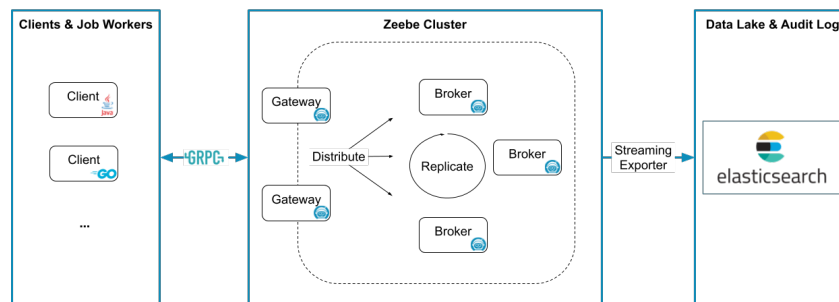 Clients & Job Workers
Client
Java
Client
GO
...
GRPC
Zeebe Cluster
Gateway
Gateway
Distribute
Broker
Replicate
Broker
Broker
Streaming
Exporter
Data Lake & Audit Log
elasticsearch